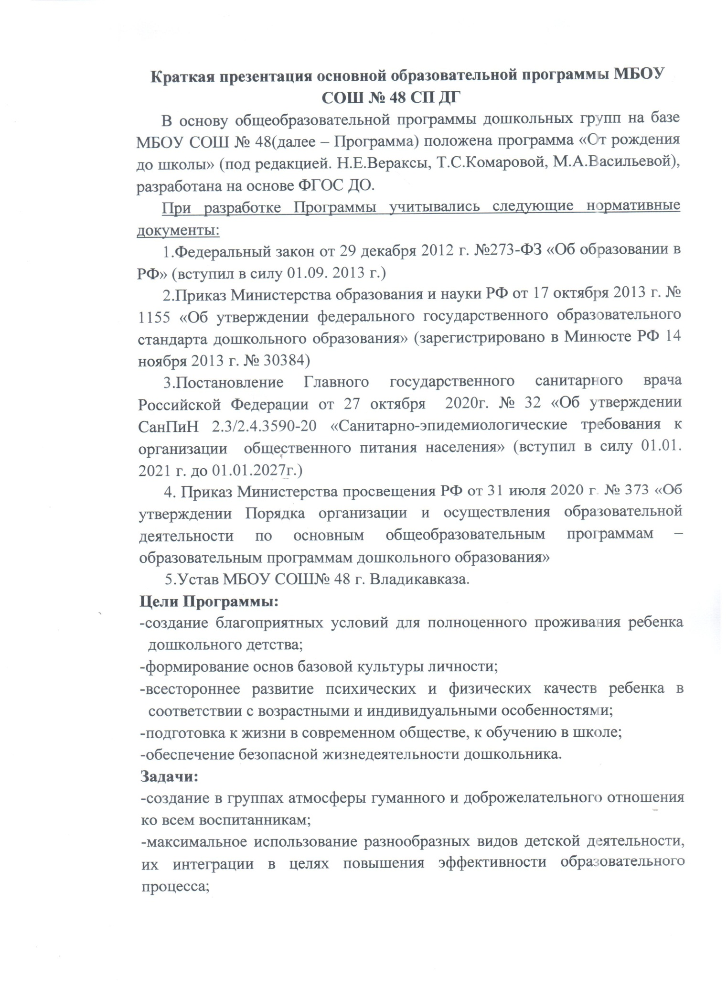 Краткая презентация основной образовательной программы МБОУ
СОШ № 48 СП ДГ
В основу общеобразовательной программы дошкольных групп на базе
МБОУ СОШ № 48(далее – Программа) положена программа «От рождения
до школы» (под редакцией. Н.Е.Вераксы, Т.С.Комаровой, М.А.Васильевой),
разработана на основе ФГОС ДО.
При разработке Программы учитывались следующие нормативные
документы:
1.Федеральный закон от 29 декабря 2012 г. №273-ФЗ «Об образовании в
РФ» (вступил в силу 01.09. 2013 г.)
2.Приказ Министерства образования и науки РФ от 17 октября 2013 г. №
1155 «Об утверждении федерального государственного образовательного
стандарта дошкольного образования» (зарегистрировано в Минюсте РФ 14
ноября 2013 г. № 30384)
3.Постановление Главного государственного санитарного врача
Российской Федерации от 27 октября 2020г. № 32 «Об утверждении
СанПиН 2.3/2.4.3590-20 «Санитарно-эпидемиологические требования к
организации общественного питания населения» (вступил в силу 01.01.
2021 г. до 01.01.2027г.)
4. Приказ Министерства просвещения РФ от 31 июля 2020 г. № 373 «Об
утверждении Порядка организации и осуществления образовательной
деятельности по основным общеобразовательным программам –
образовательным программам дошкольного образования»
5.Устав МБОУ СОШ№ 48 г. Владикавказа.
Цели Программы:
-создание благоприятных условий для полноценного проживания ребенка
дошкольного детства;
-формирование основ базовой культуры личности;
-всестороннее развитие психических и физических качеств ребенка в
соответствии с возрастными и индивидуальными особенностями;
-подготовка к жизни в современном обществе, к обучению в школе;
-обеспечение безопасной жизнедеятельности дошкольника.
Задачи:
-создание в группах атмосферы гуманного и доброжелательного отношения
ко всем воспитанникам;
-максимальное использование разнообразных видов детской деятельности,
их интеграции в целях повышения эффективности образовательного
процесса;